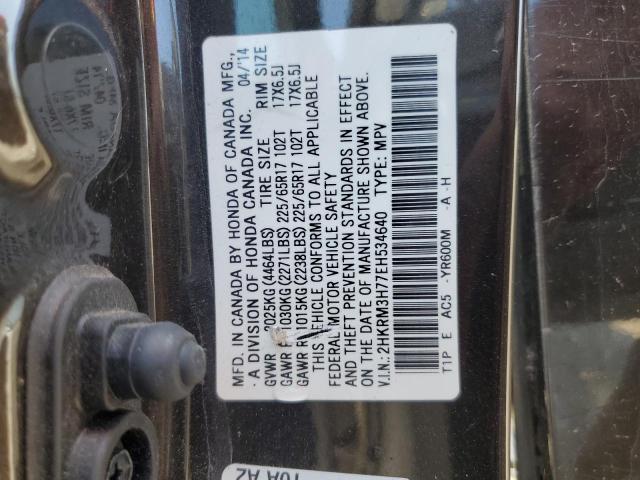 MFD. IN CANADA BY HONDA OF CANADA MFG.,
- A DIVISION OF HONDA CANADA INC. 04/14
GVWR 2025KG(4464LBS) TIRE SIZE RIM SIZE
GAWR F 1030KG(2271LBS) 225/65R17 102T 17X6.5J
GAWR R 1015KG(2238LBS) 225/65R17 102T 17X6.5J
THIS VEHICLE CONFORMS TO ALL APPLICABLE
FEDERAL MOTOR VEHICLE SAFETY
AND THEFT PREVENTION STANDARDS IN EFFECT
ON THE DATE OF MANUFACTURE SHOWN ABOVE.
V.I.N.: 2HKRM3H77EH534640 TYPE: MPV
T1P E AC5 -YR600M -A -H